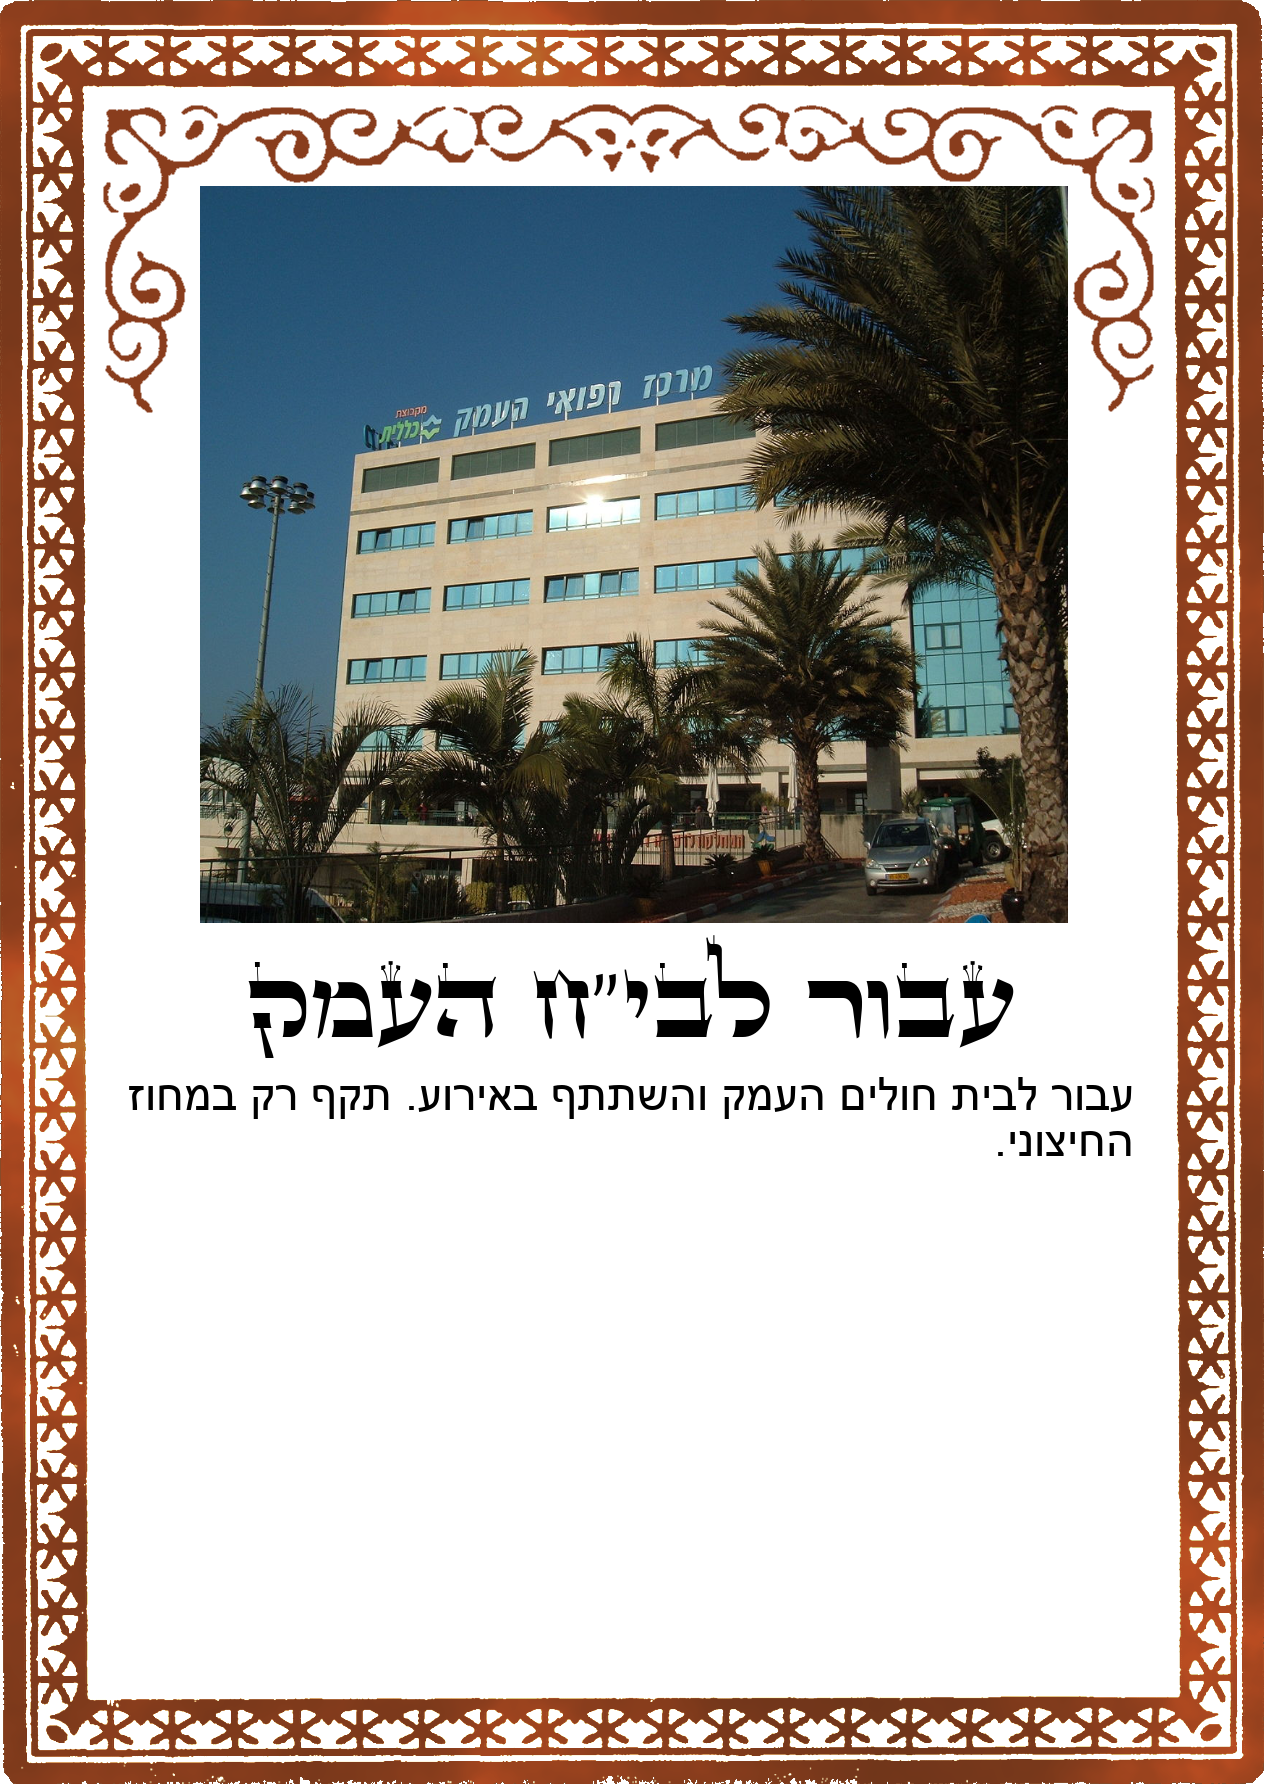 מרכז רפואי העמק
מקבוצת
כללית
עבור לבי״ח העמק
עבור לבית חולים העמק והשתתף באירוע. תקף רק במחוז
החיצוני.